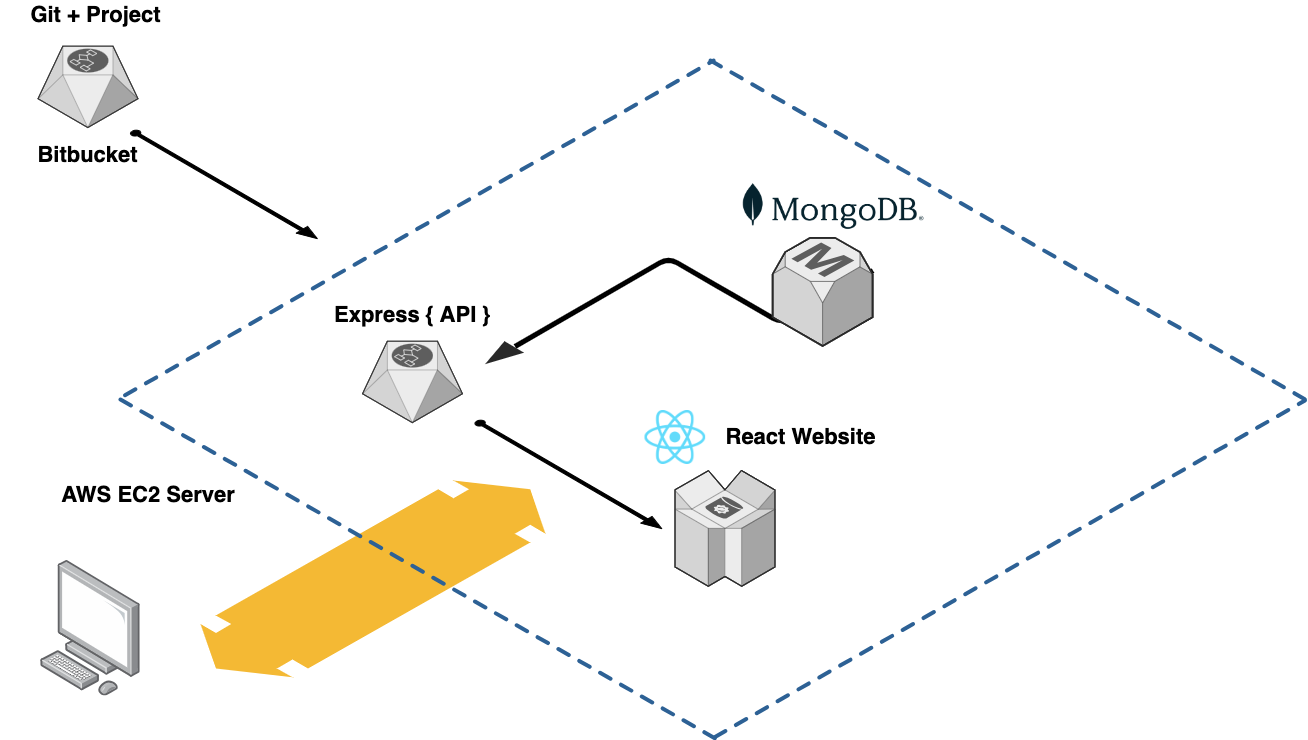 Git + Project
Bitbucket
MongoDB®
M
Express { API }
React Website
AWS EC2 Server